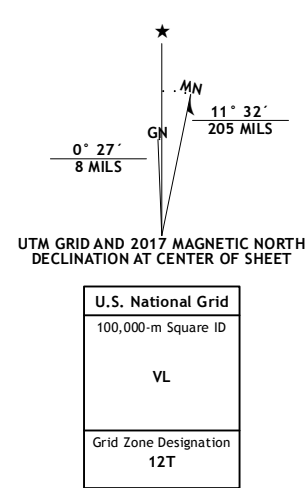 ★
MN
11° 32´
205 MILS
GN
0° 27´
8 MILS
UTM GRID AND 2017 MAGNETIC NORTH
DECLINATION AT CENTER OF SHEET
U.S. National Grid
100,000-m Square ID
VL
Grid Zone Designation
12T